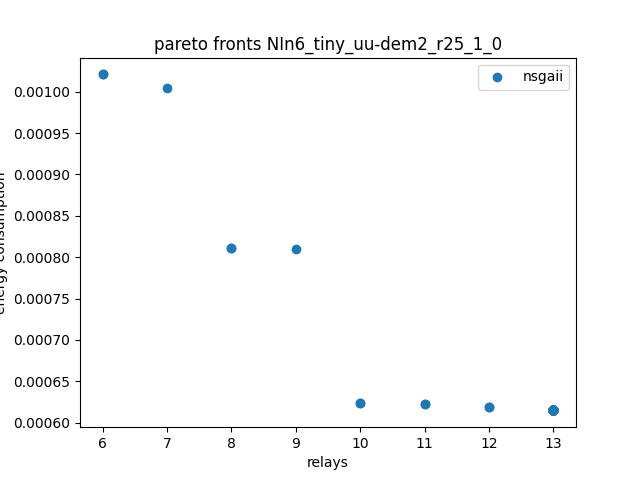 pareto fronts NIn6_tiny_uu-dem2_r25_1_0
nsgaii
0.00100
0.00095
0.00090
0.00085
0.00080
0.00075
0.00070
0.00065
0.00060
energy consumption
6 7 8 9 10 11 12 13
relays